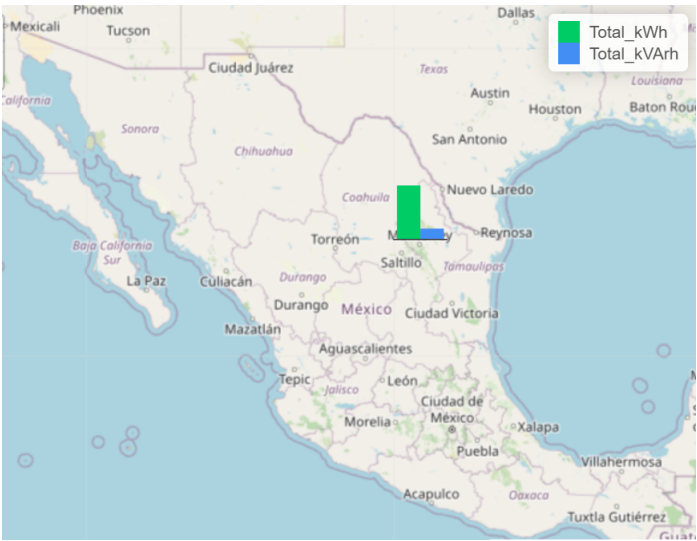 Phoenix
Dallas
Mexicali
Tucson
Total_kWh
Total_kVArh
Ciudad Juárez
Texas
Louisiana
California
Austin
Houston
Baton Rou
Sonora
San Antonio
Chihuahua
Coahuila
Nuevo Laredo
Torreón
Reynosa
Baja California
Sur
Saltillo
Tamaulipas
La Paz
Culiacán
Durango
Durango
México
Ciudad Victoria
Mazatlán
Aguascalientes
Tepic
León
Jalisco
Ciudad de
México
Morelia
Xalapa
Puebla
Villahermosa
Acapulco
Oaxaca
Tuxtla Gutiérrez
Guat